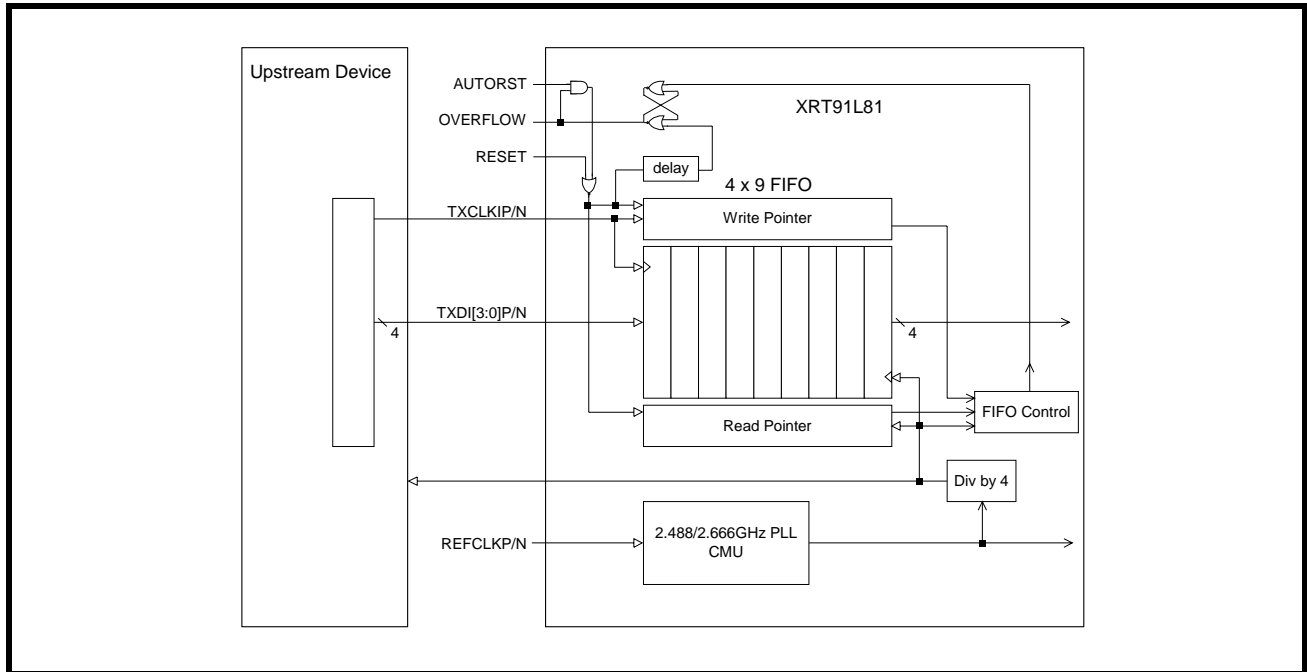 Upstream Device
AUTORST
XRT91L81
OVERFLOW
RESET
delay
4 x 9 FIFO
TXCLKIP/N
Write Pointer
TXDI[3:0]P/N
4
4
FIFO Control
Read Pointer
Div by 4
REFCLKP/N
2.488/2.666GHz PLL
CMU